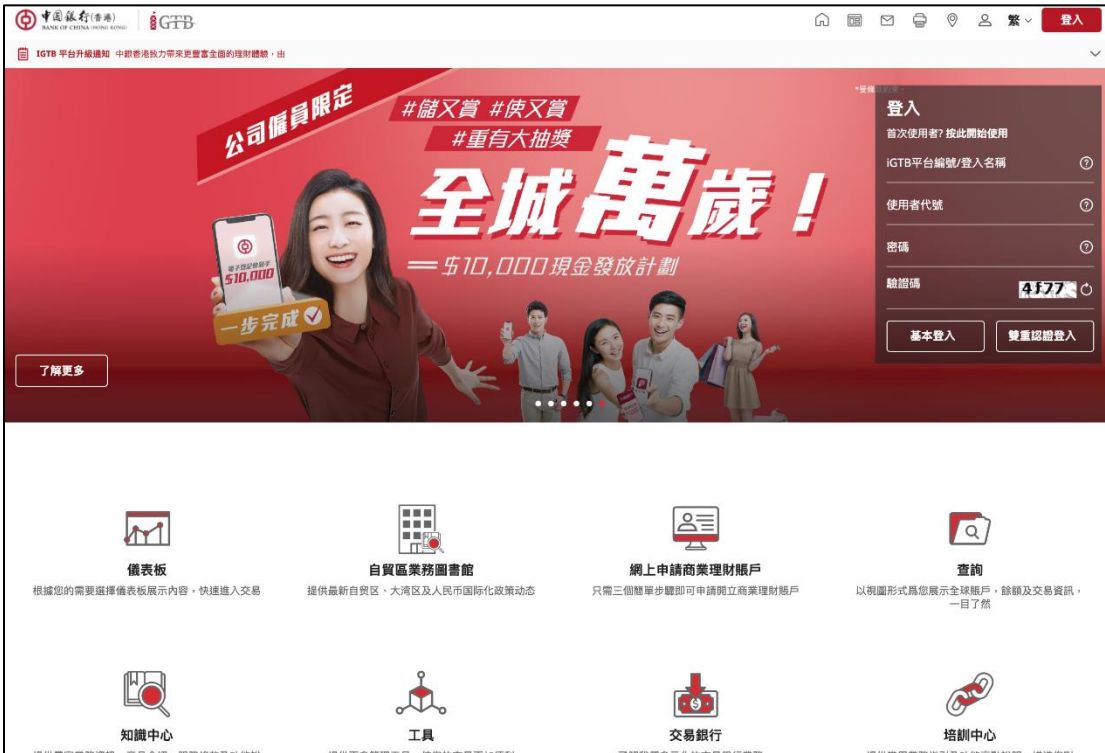 中國銀行(香港)
BANK OF CHINA (HONG KONG)
iGTB
繁
登入
IGTB 平台升級通知 中銀香港致力帶來更豐富全面的理財體驗，由
公司僱員限定
#儲又賞 #使又賞
#重有大抽獎
全城萬歲！
$10,000現金發放計劃
電子登記會員手
$10,000
一步完成
了解更多
登入
首次使用者? 按此開始使用
iGTB平台編號/登入名稱
使用者代號
密碼
驗證碼
4f77
基本登入
雙重認證登入
儀表板
根據您的需要選擇儀表板展示內容，快速進入交易
自貿區業務圖書館
提供最新自贸区、大湾区及人民币国际化政策动态
網上申請商業理財賬戶
只需三個簡單步驟即可申請開立商業理財賬戶
查詢
以視圖形式爲您展示全球賬戶，餘額及交易資訊，
一目了然
知識中心
工具
交易銀行
培訓中心